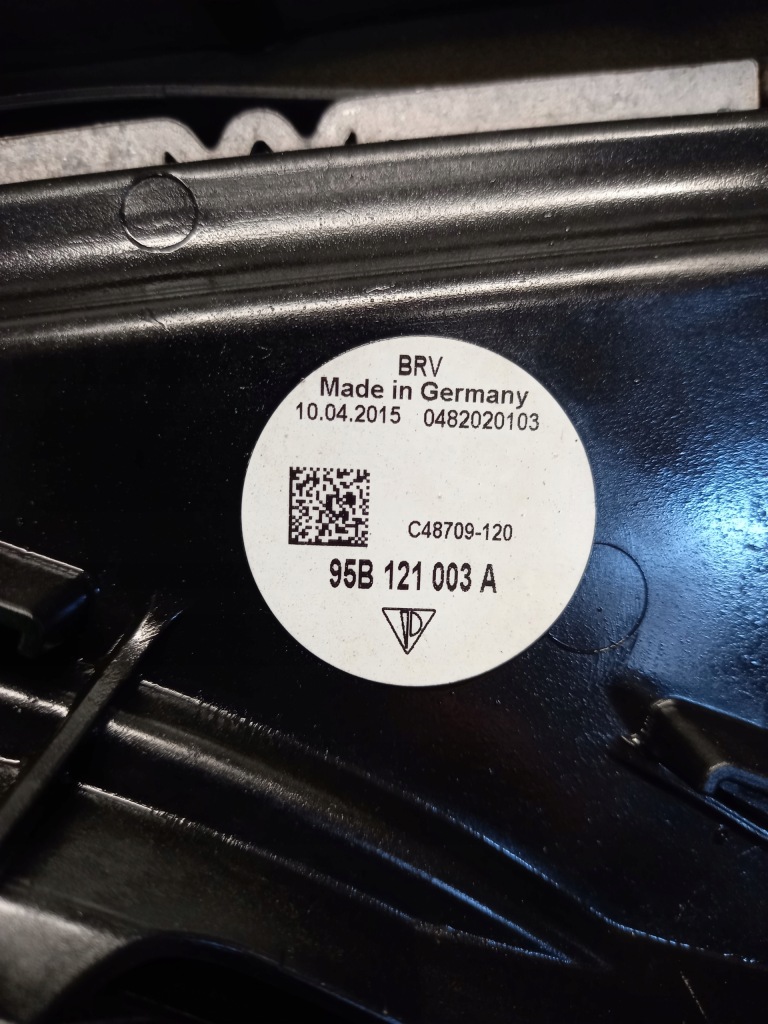 BRV
Made in Germany
10.04.2015 0482020103
C48709-120
95B 121 003 A